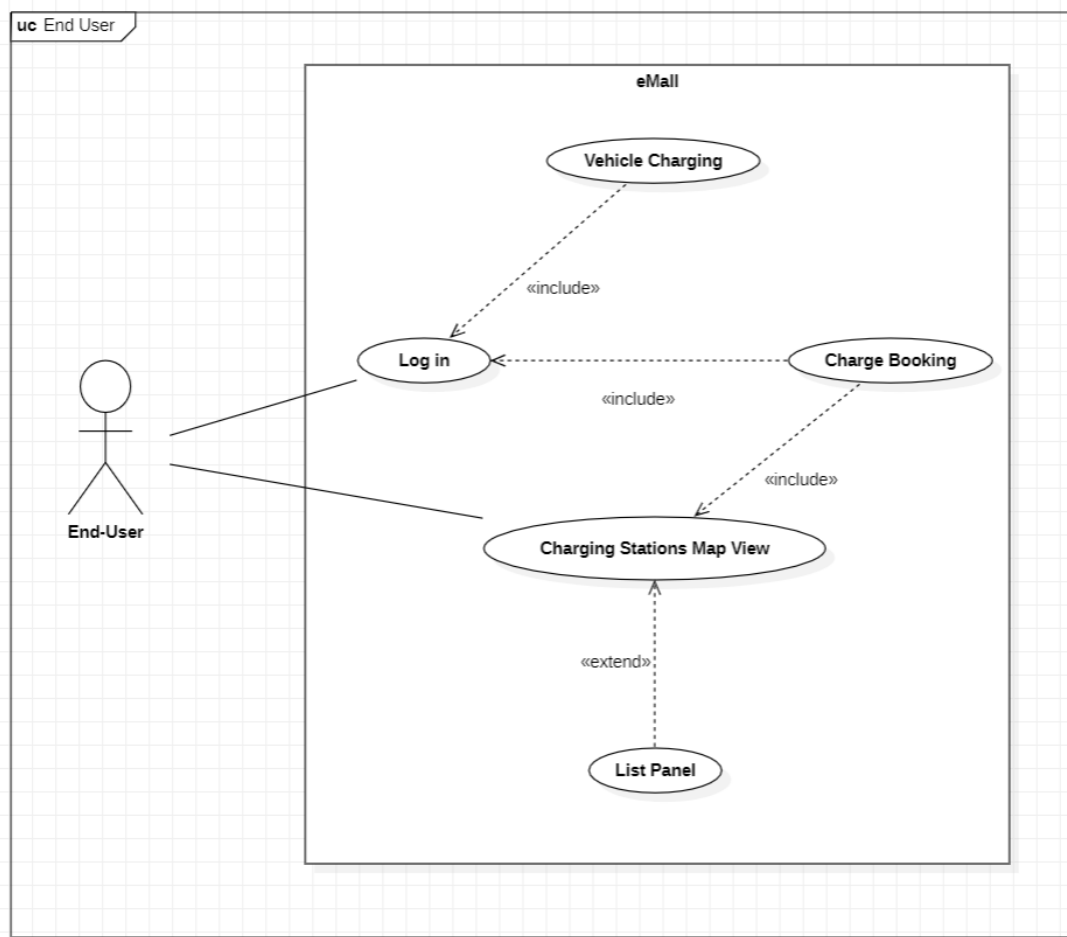 uc End User
eMall
Vehicle Charging
«include»
Log in
Charge Booking
«include»
«include»
End-User
Charging Stations Map View
«extend»
List Panel